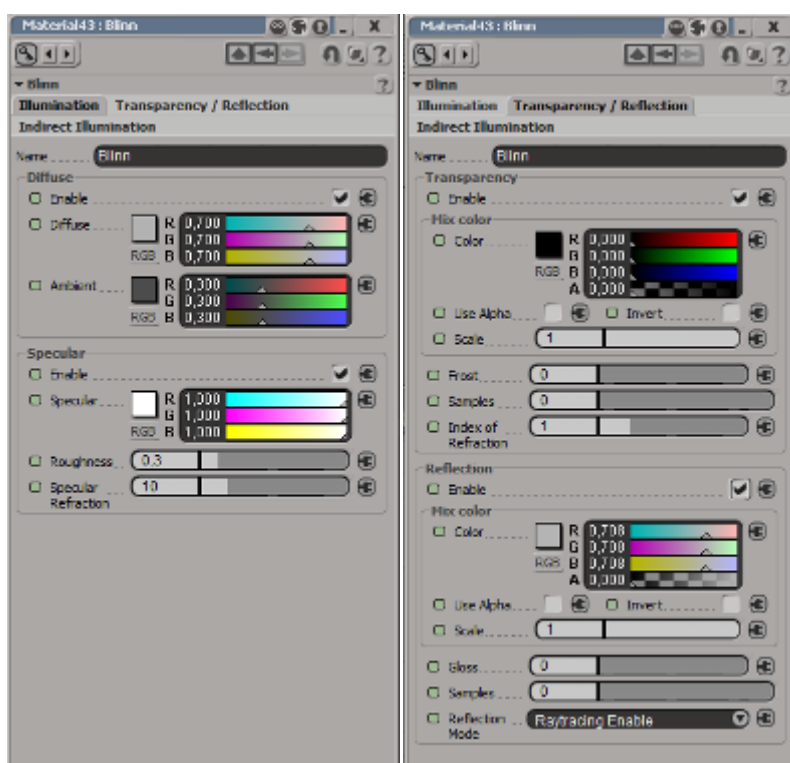 Material43 : Blinn
Blinn
?
Illumination Transparency / Reflection
Indirect Illumination
Name Blinn
Diffuse
Enable
Diffuse R 0,700
G 0,700
RGB B 0,700
Ambient R 0,300
G 0,300
RGB B 0,300
Specular
Enable
Specular R 1,000
G 1,000
RGB B 1,000
Roughness 0.3
Specular 10
Refraction
Material43 : Blinn
Blinn
?
Illumination Transparency / Reflection
Indirect Illumination
Name Blinn
Transparency
Enable
Mix color
Color R 0,000
G 0,000
RGB B 0,000
A 0,000
Use Alpha Invert
Scale 1
Frost 0
Samples 0
Index of 1
Refraction
Reflection
Enable
Mix color
Color R 0,708
G 0,708
RGB B 0,708
A 0,000
Use Alpha Invert
Scale 1
Gloss 0
Samples 0
Reflection Raytracing Enable
Mode